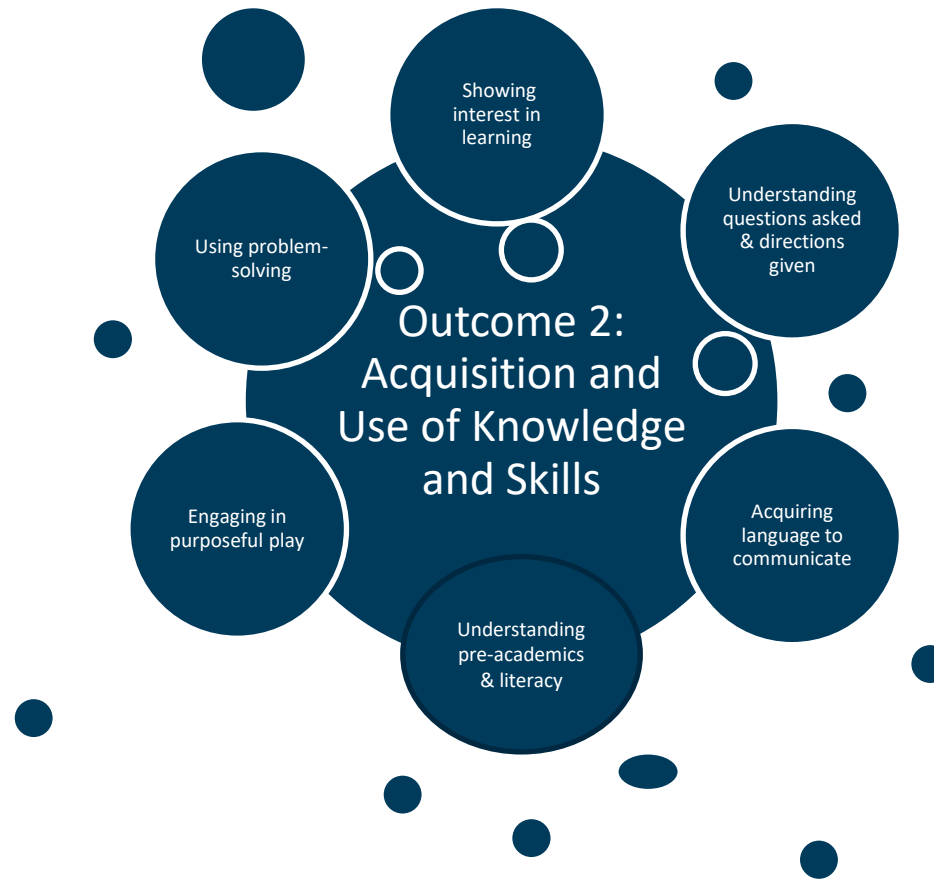 Showing
interest in
learning
Understanding
questions asked
& directions
given
Using problem-
solving
Outcome 2:
Acquisition and
Use of Knowledge
and Skills
Engaging in
purposeful play
Acquiring
language to
communicate
Understanding
pre-academics
& literacy